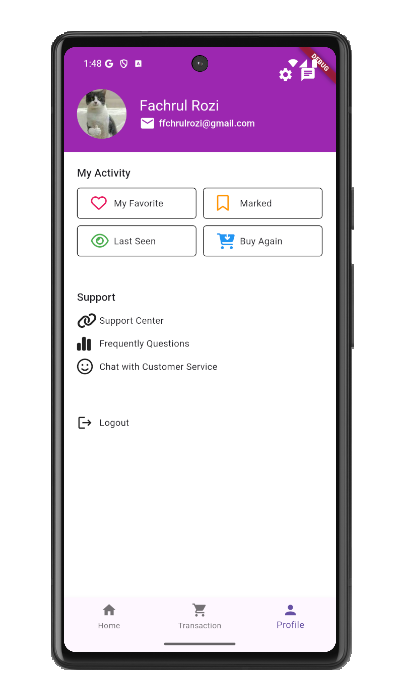 1:48
DEBUG
Fachrul Rozi
ffchrulrozi@gmail.com
My Activity
My Favorite
Marked
Last Seen
Buy Again
Support
Support Center
Frequently Questions
Chat with Customer Service
Logout
Home
Transaction
Profile